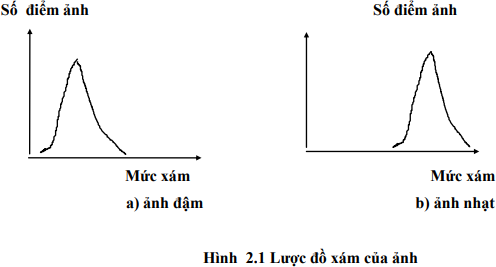 Số điểm ảnh
Số điểm ảnh
Mức xám
Mức xám
a) ảnh đậm
b) ảnh nhạt
Hình 2.1 Lược đồ xám của ảnh